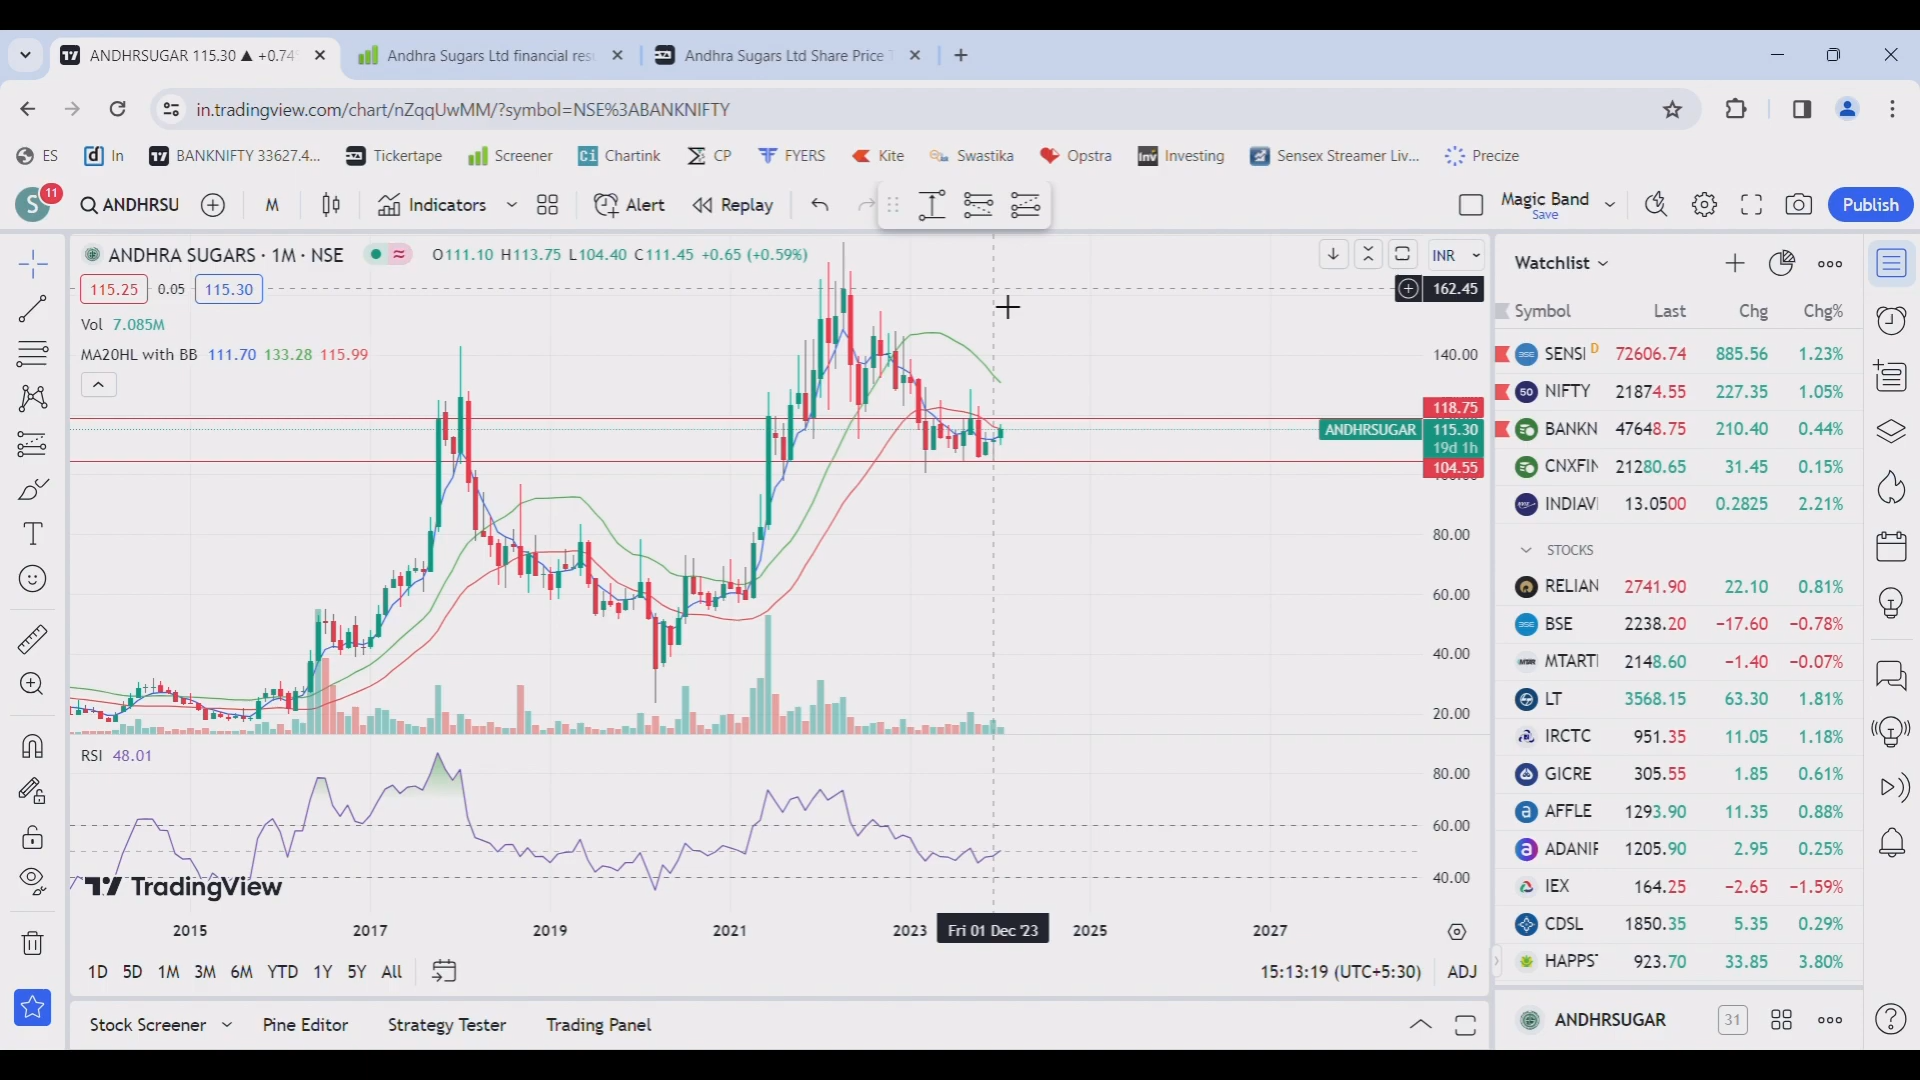 ANDHRSUGAR 115.30 ▲ +0.74
Andhra Sugars Ltd financial res
Andhra Sugars Ltd Share Price T
in.tradingview.com/chart/nZqqUwMM/?symbol=NSE%3ABANKNIFTY
ES
In
BANKNIFTY 33627.4...
Tickertape
Screener
Chartink
CP
FYERS
Kite
Swastika
Opstra
Investing
Sensex Streamer Liv...
Precize
S 11
ANDHRSU
M
Indicators
Alert
Replay
Magic Band
Save
Publish
ANDHRA SUGARS · 1M · NSE
O111.10 H113.75 L104.40 C111.45 +0.65 (+0.59%)
INR
115.25 0.05 115.30
162.45
Vol 7.085M
MA20HL with BB 111.70 133.28 115.99
140.00
118.75
ANDHRSUGAR 115.30
19d 1h
104.55
80.00
60.00
40.00
20.00
RSI 48.01
80.00
60.00
40.00
TradingView
2015 2017 2019 2021 2023 Fri 01 Dec '23 2025 2027
1D 5D 1M 3M 6M YTD 1Y 5Y All
15:13:19 (UTC+5:30) ADJ
Stock Screener
Pine Editor
Strategy Tester
Trading Panel
Watchlist
Symbol Last Chg Chg%
SENSI D 72606.74 885.56 1.23%
50 NIFTY 21874.55 227.35 1.05%
BANKN 47648.75 210.40 0.44%
CNXFIN 21280.65 31.45 0.15%
INDIAVI 13.0500 0.2825 2.21%
STOCKS
RELIAN 2741.90 22.10 0.81%
BSE 2238.20 −17.60 −0.78%
MTARTI 2148.60 −1.40 −0.07%
LT 3568.15 63.30 1.81%
IRCTC 951.35 11.05 1.18%
GICRE 305.55 1.85 0.61%
AFFLE 1293.90 11.35 0.88%
ADANIF 1205.90 2.95 0.25%
IEX 164.25 −2.65 −1.59%
CDSL 1850.35 5.35 0.29%
HAPPS 923.70 33.85 3.80%
ANDHRSUGAR
31